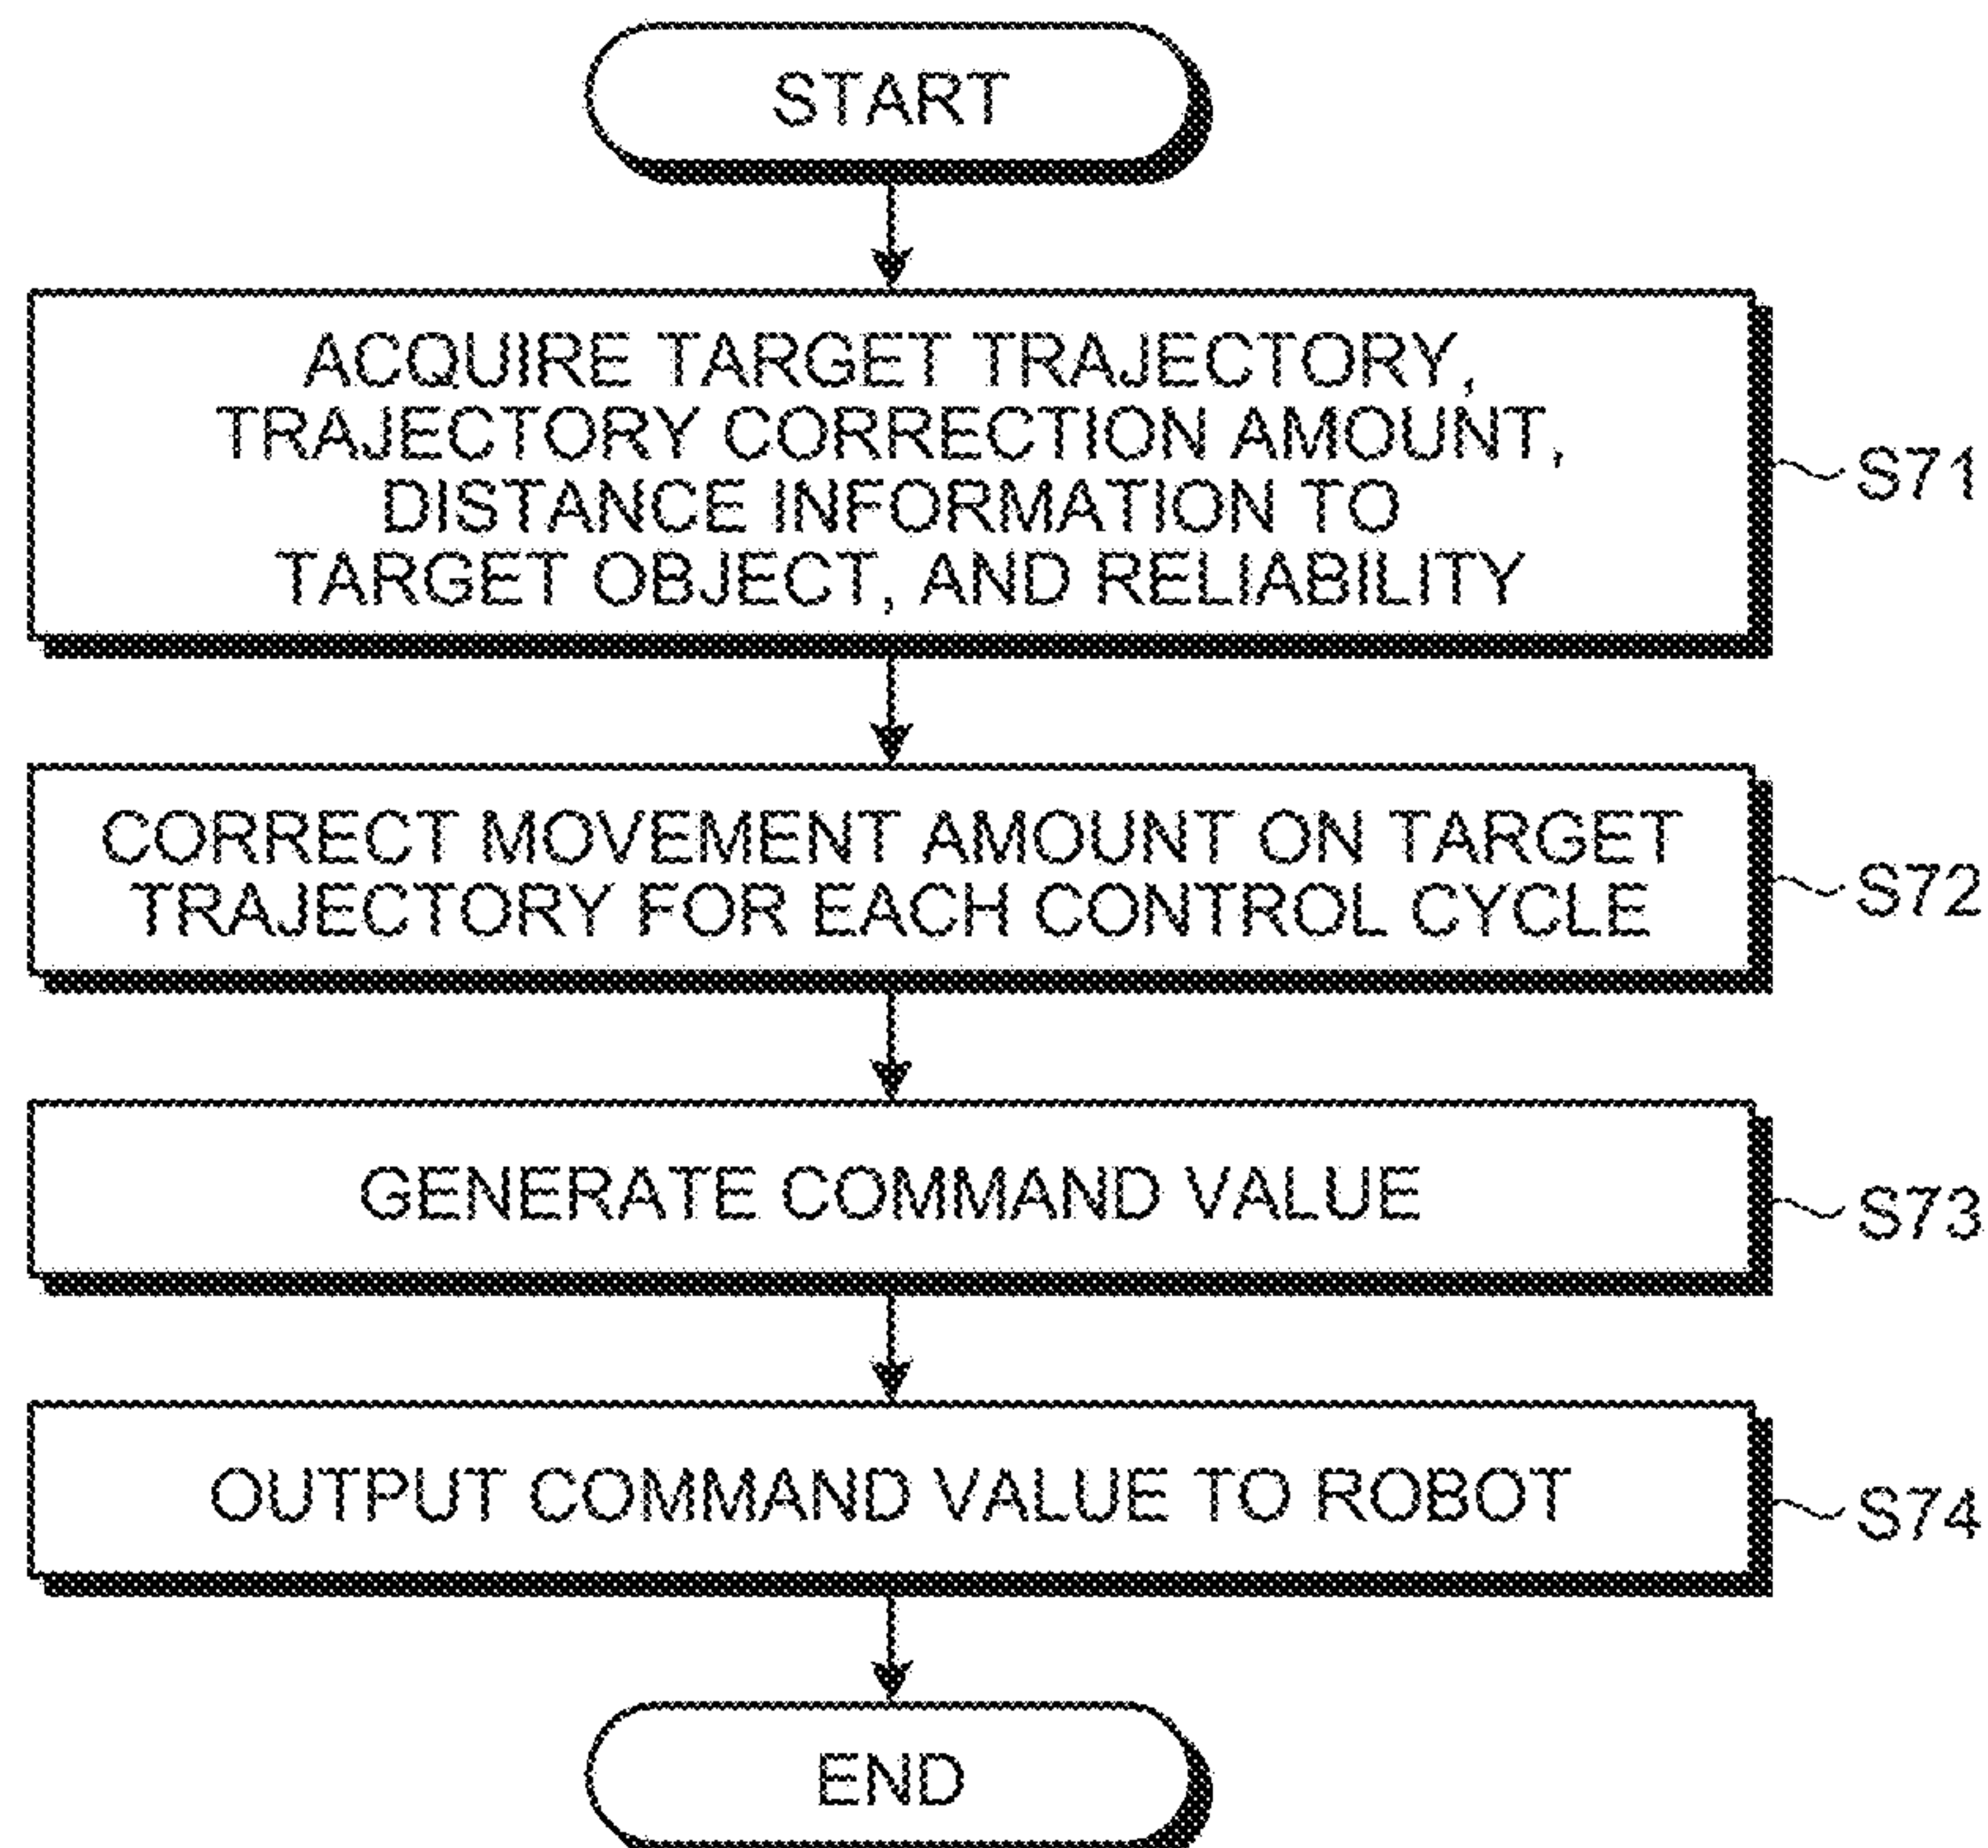 START
ACQUIRE TARGET TRAJECTORY,
TRAJECTORY CORRECTION AMOUNT,
DISTANCE INFORMATION TO
TARGET OBJECT, AND RELIABILITY
S71
CORRECT MOVEMENT AMOUNT ON TARGET
TRAJECTORY FOR EACH CONTROL CYCLE
S72
GENERATE COMMAND VALUE
S73
OUTPUT COMMAND VALUE TO ROBOT
S74
END